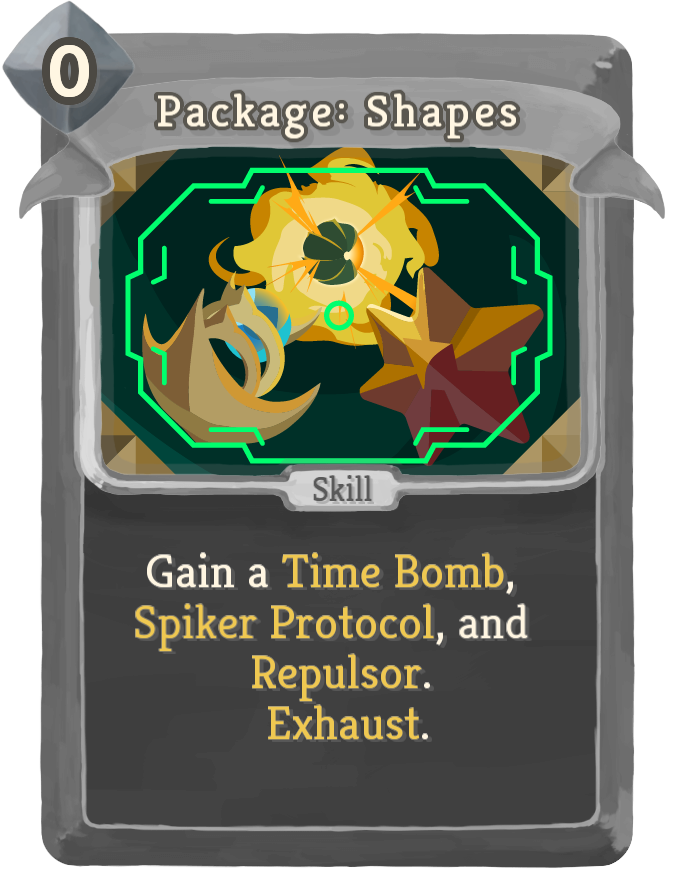 0
Package: Shapes
Skill
Gain a Time Bomb,
Spiker Protocol, and
Repulsor.
Exhaust.